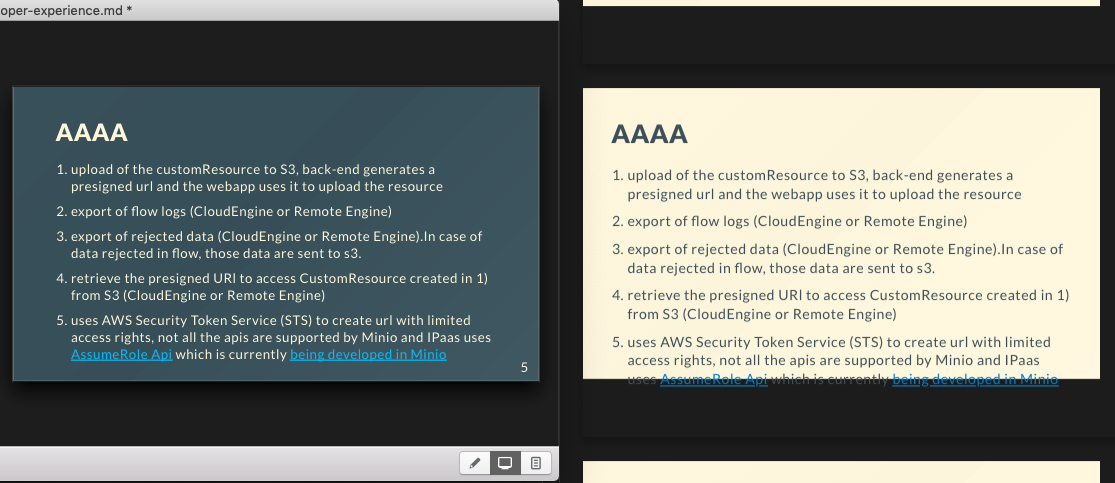 oper-experience.md *
AAAA
1. upload of the customResource to S3, back-end generates a
presigned url and the webapp uses it to upload the resource
2. export of flow logs (CloudEngine or Remote Engine)
3. export of rejected data (CloudEngine or Remote Engine).In case of
data rejected in flow, those data are sent to s3.
4. retrieve the presigned URI to access CustomResource created in 1)
from S3 (CloudEngine or Remote Engine)
5. uses AWS Security Token Service (STS) to create url with limited
access rights, not all the apis are supported by Minio and IPaas uses
AssumeRole Api which is currently being developed in Minio
5
AAAA
1. upload of the customResource to S3, back-end generates a
presigned url and the webapp uses it to upload the resource
2. export of flow logs (CloudEngine or Remote Engine)
3. export of rejected data (CloudEngine or Remote Engine).In case of
data rejected in flow, those data are sent to s3.
4. retrieve the presigned URI to access CustomResource created in 1)
from S3 (CloudEngine or Remote Engine)
5. uses AWS Security Token Service (STS) to create url with limited
access rights, not all the apis are supported by Minio and IPaas
uses AssumeRole Api which is currently being developed in Minio